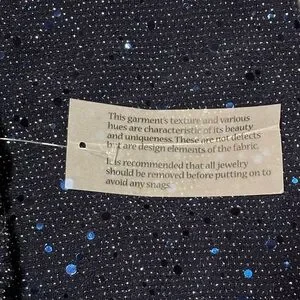 This garment's texture and various
hues are characteristic of its beauty
and uniqueness. These are not defects
but are design elements of the fabric.
It is recommended that all jewelry
should be removed before putting on to
avoid any snags.